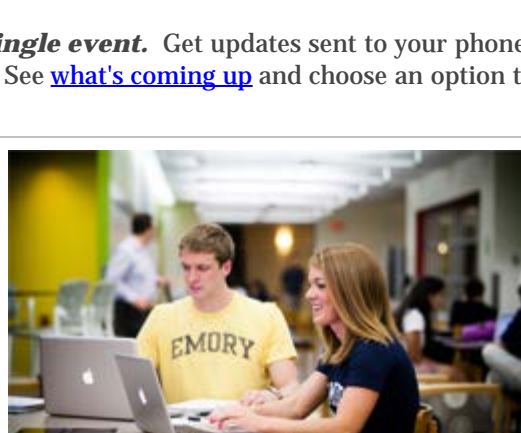 ingle event. Get updates sent to your phone
See what's coming up and choose an option t
EMORY